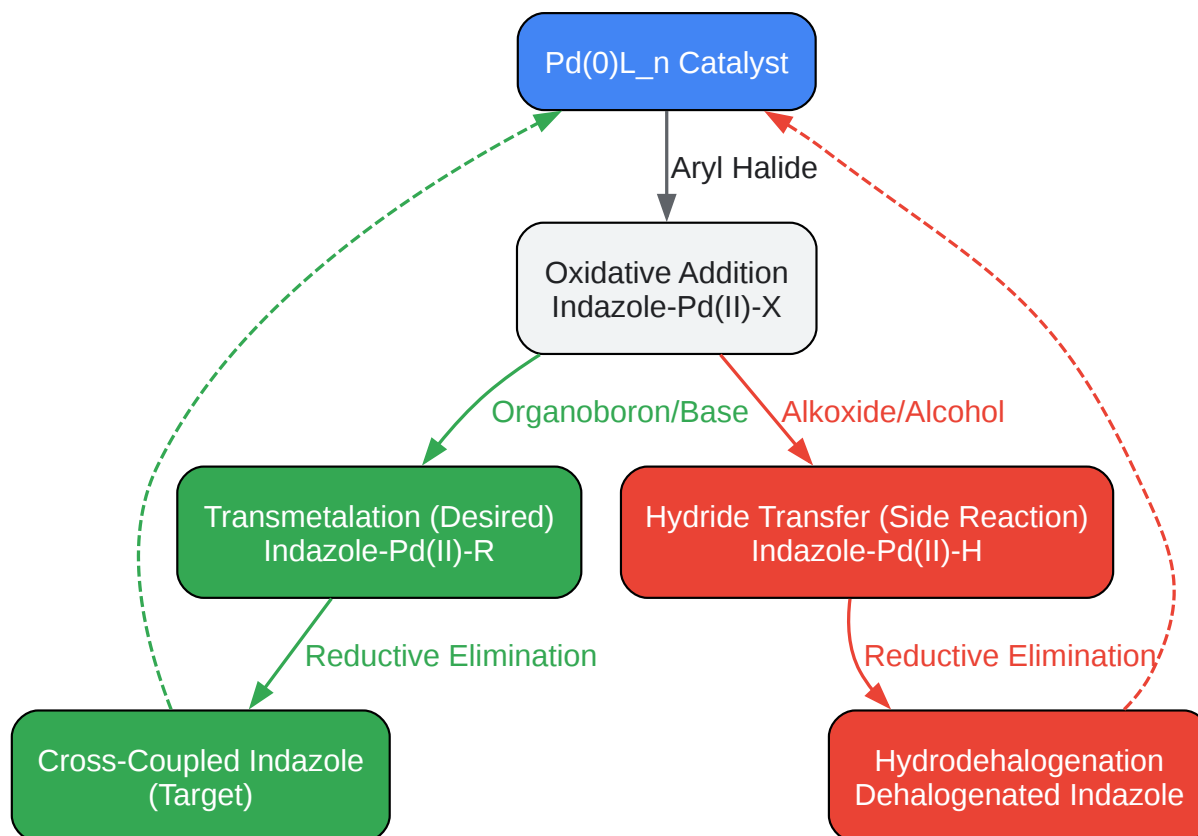 Pd(0)L_n Catalyst
Aryl Halide
Oxidative Addition
Indazole-Pd(II)-X
Organoboron/Base
Alkoxide/Alcohol
Transmetalation (Desired)
Indazole-Pd(II)-R
Hydride Transfer (Side Reaction)
Indazole-Pd(II)-H
Reductive Elimination
Reductive Elimination
Cross-Coupled Indazole
(Target)
Hydrodehalogenation
Dehalogenated Indazole